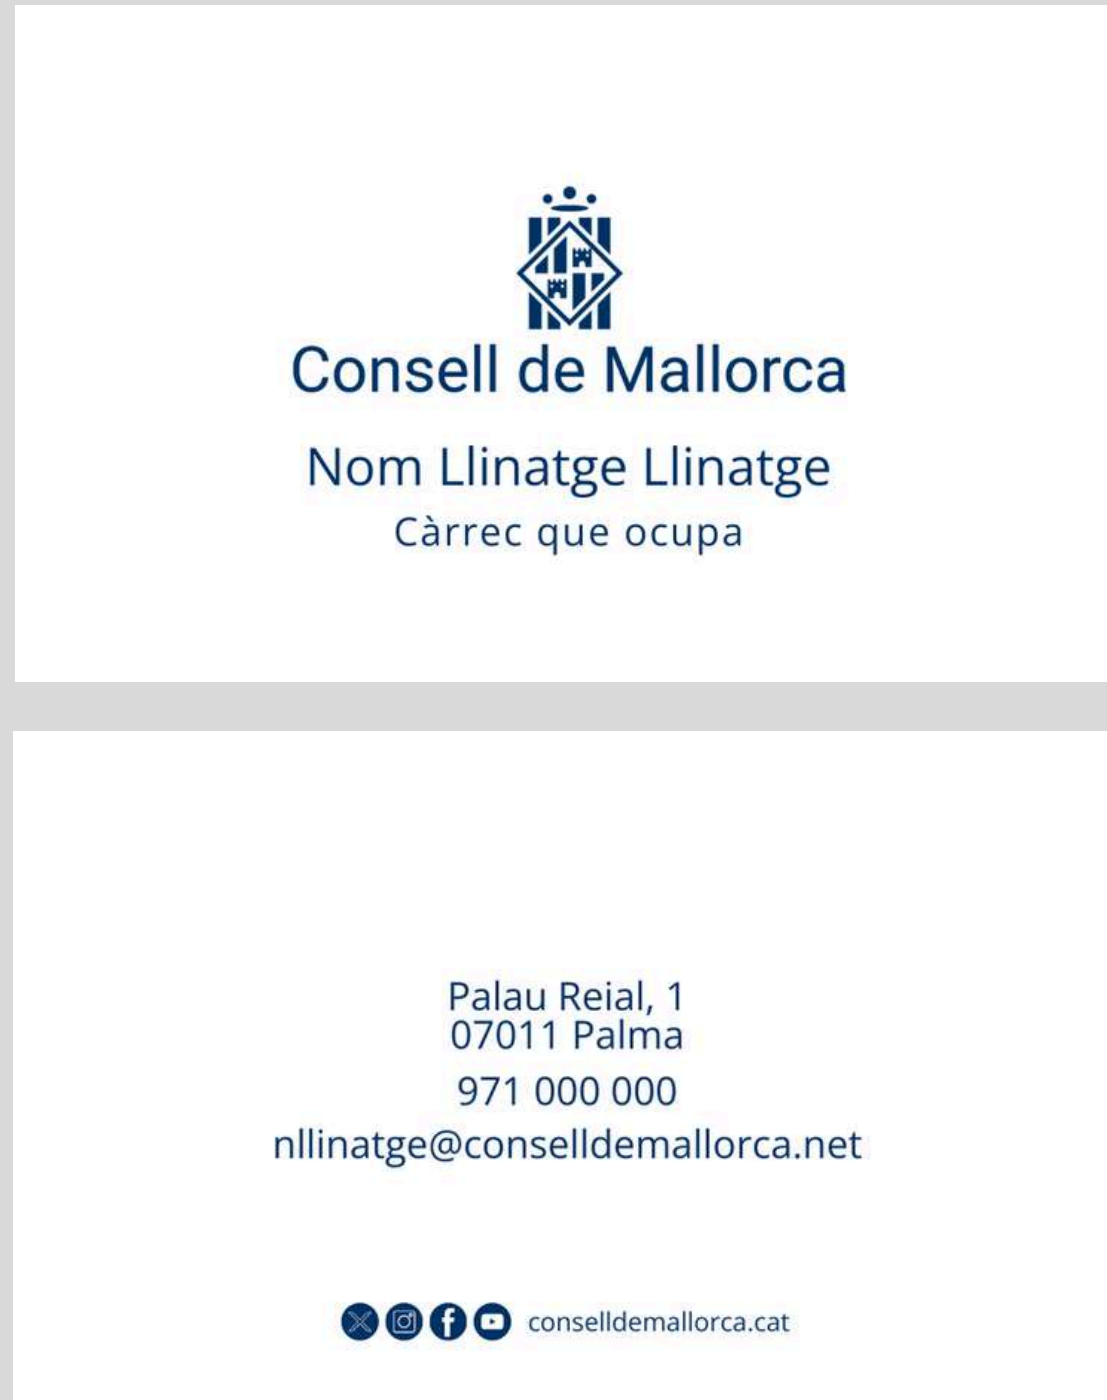 Consell de Mallorca
Nom Llinatge Llinatge
Càrrec que ocupa
Palau Reial, 1
07011 Palma
971 000 000
nllinatge@conselldemallorca.net
conselldemallorca.cat